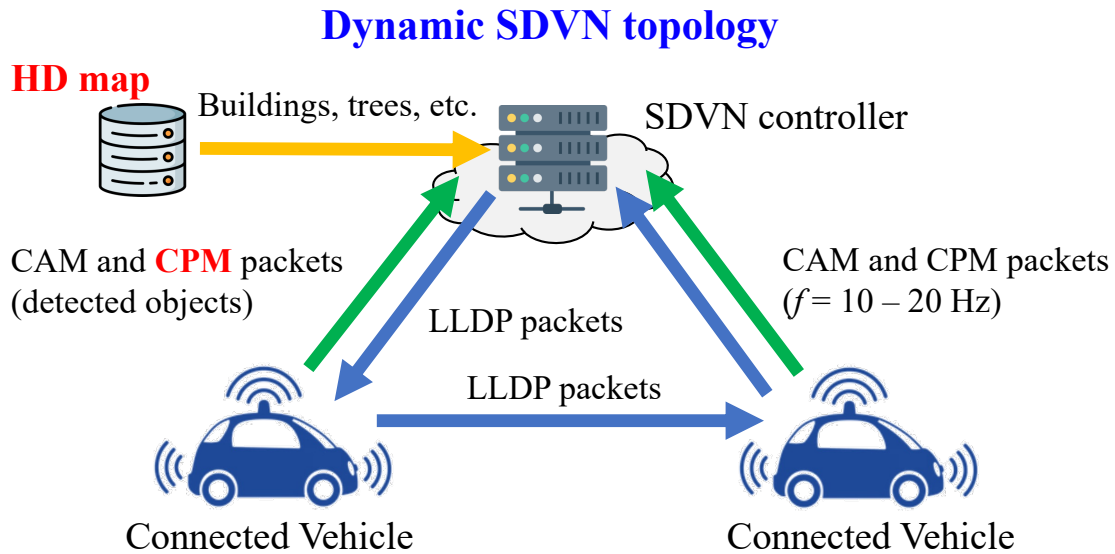 Dynamic SDVN topology
HD map
Buildings, trees, etc.
SDVN controller
CAM and CPM packets
(detected objects)
CAM and CPM packets
(f = 10 – 20 Hz)
LLDP packets
LLDP packets
Connected Vehicle
Connected Vehicle